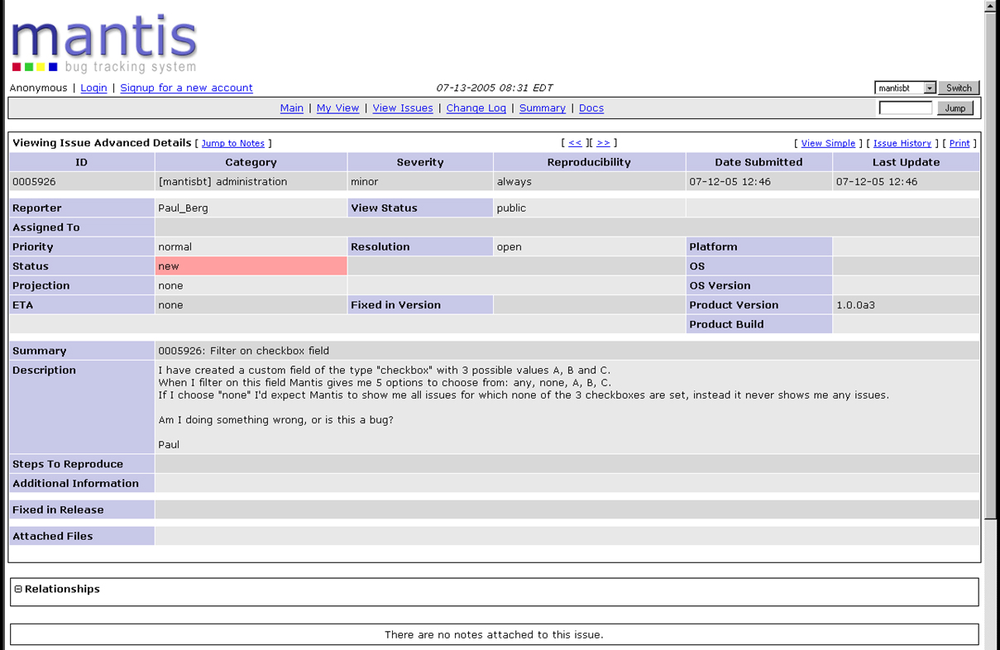 mantis
bug tracking system
Anonymous | Login | Signup for a new account 07-13-2005 08:31 EDT mantisbt Switch
Main | My View | View Issues | Change Log | Summary | Docs Jump
Viewing Issue Advanced Details [ Jump to Notes ] [ << ][ >> ] [ View Simple ] [ Issue History ] [ Print ]
ID Category Severity Reproducibility Date Submitted Last Update
0005926 [mantisbt] administration minor always 07-12-05 12:46 07-12-05 12:46
Reporter Paul_Berg View Status public
Assigned To
Priority normal Resolution open Platform
Status new OS
Projection none OS Version
ETA none Fixed in Version Product Version 1.0.0a3
Product Build
Summary 0005926: Filter on checkbox field
Description I have created a custom field of the type "checkbox" with 3 possible values A, B and C.
When I filter on this field Mantis gives me 5 options to choose from: any, none, A, B, C.
If I choose "none" I'd expect Mantis to show me all issues for which none of the 3 checkboxes are set, instead it never shows me any issues.
Am I doing something wrong, or is this a bug?
Paul
Steps To Reproduce
Additional Information
Fixed in Release
Attached Files
Relationships
There are no notes attached to this issue.